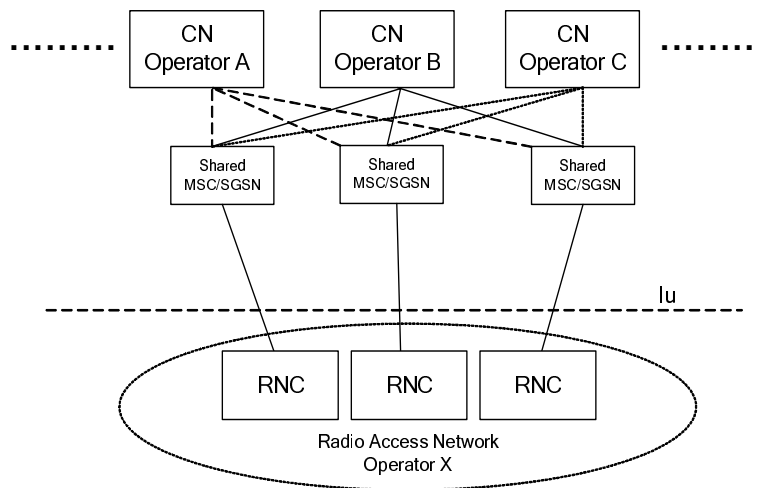 CN
Operator A
CN
Operator B
CN
Operator C
Shared
MSC/SGSN
Shared
MSC/SGSN
Shared
MSC/SGSN
Iu
RNC
RNC
RNC
Radio Access Network
Operator X